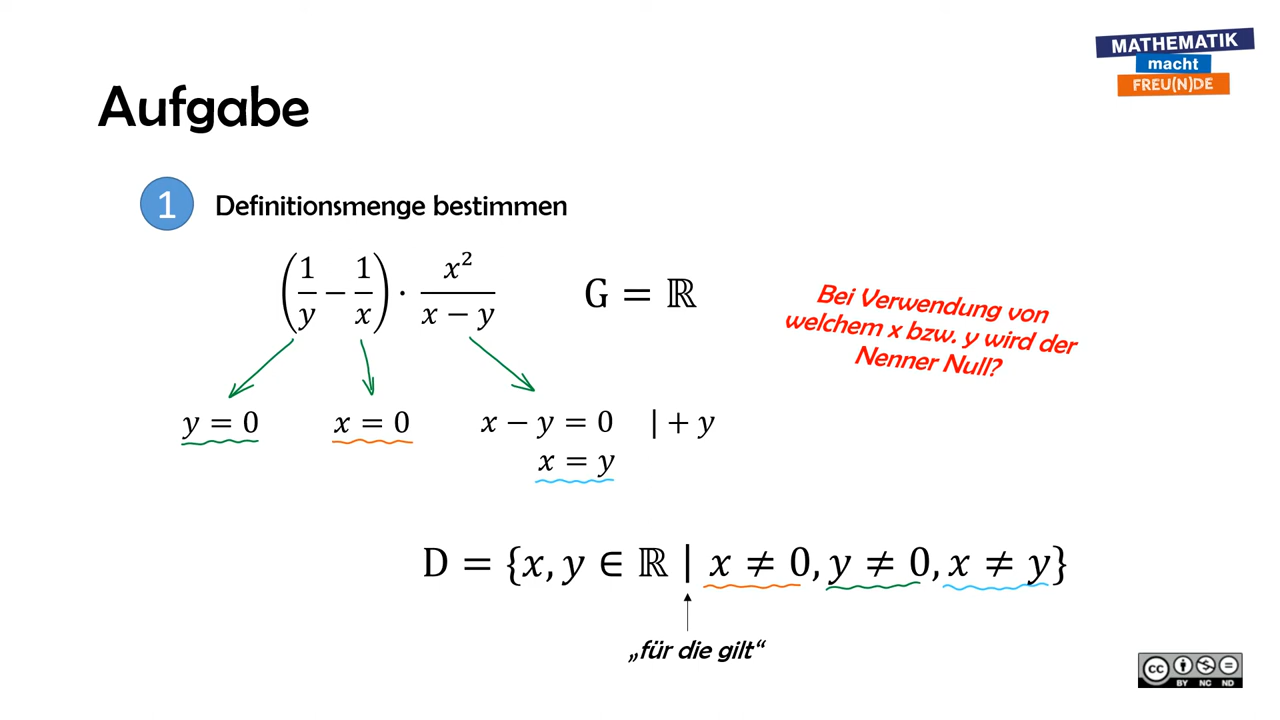 MATHEMATIK
macht
FREU(N)DE
Aufgabe
1 Definitionsmenge bestimmen
(1/y − 1/x) · x²/(x − y) G = ℝ
Bei Verwendung von
welchem x bzw. y wird der
Nenner Null?
y = 0 x = 0 x − y = 0 | + y
x = y
D = {x, y ∈ ℝ | x ≠ 0, y ≠ 0, x ≠ y}
„für die gilt“
cc
BY NC ND